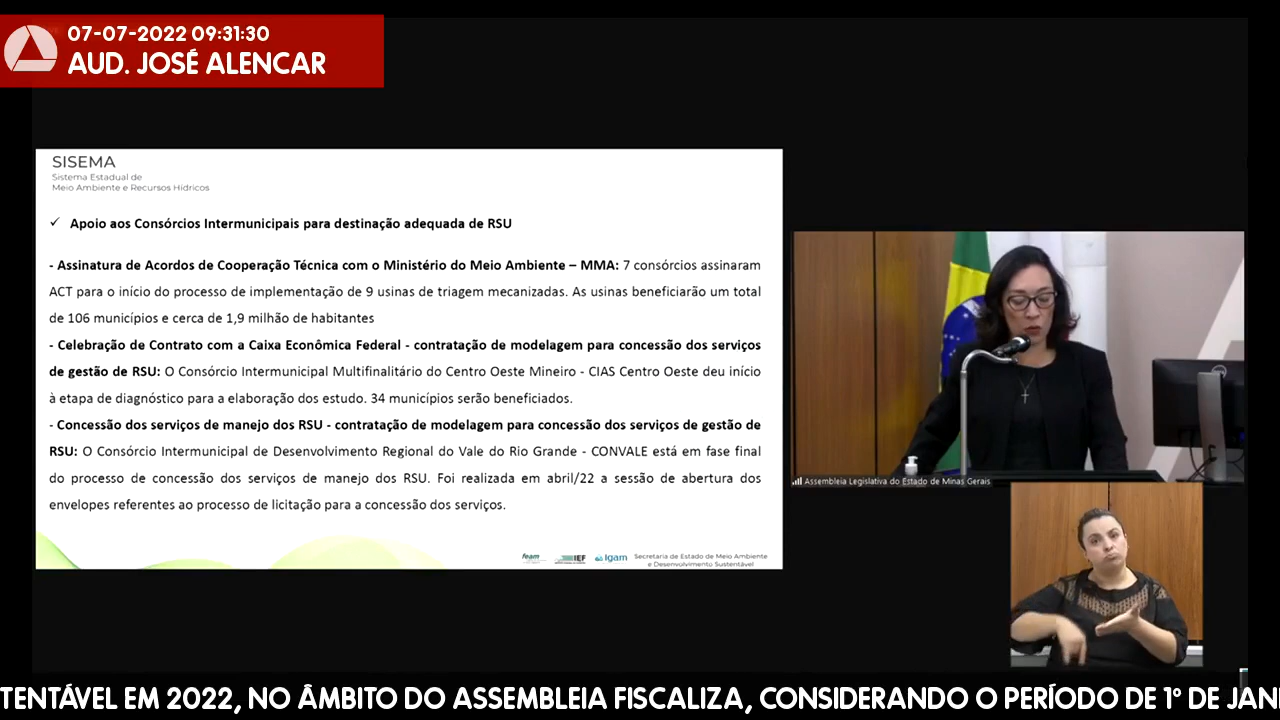 07-07-2022 09:31:30
AUD. JOSÉ ALENCAR
SISEMA
Sistema Estadual de
Meio Ambiente e Recursos Hídricos
✓ Apoio aos Consórcios Intermunicipais para destinação adequada de RSU
- Assinatura de Acordos de Cooperação Técnica com o Ministério do Meio Ambiente – MMA: 7 consórcios assinaram
ACT para o início do processo de implementação de 9 usinas de triagem mecanizadas. As usinas beneficiarão um total
de 106 municípios e cerca de 1,9 milhão de habitantes
- Celebração de Contrato com a Caixa Econômica Federal - contratação de modelagem para concessão dos serviços
de gestão de RSU: O Consórcio Intermunicipal Multifinalitário do Centro Oeste Mineiro - CIAS Centro Oeste deu início
à etapa de diagnóstico para a elaboração dos estudo. 34 municípios serão beneficiados.
- Concessão dos serviços de manejo dos RSU - contratação de modelagem para concessão dos serviços de gestão de
RSU: O Consórcio Intermunicipal de Desenvolvimento Regional do Vale do Rio Grande - CONVALE está em fase final
do processo de concessão dos serviços de manejo dos RSU. Foi realizada em abril/22 a sessão de abertura dos
envelopes referentes ao processo de licitação para a concessão dos serviços.
feam IEF Igam Secretaria de Estado de Meio Ambiente
e Desenvolvimento Sustentável
Assembleia Legislativa do Estado de Minas Gerais
TENTÁVEL EM 2022, NO ÂMBITO DO ASSEMBLEIA FISCALIZA, CONSIDERANDO O PERÍODO DE 1º DE JAN